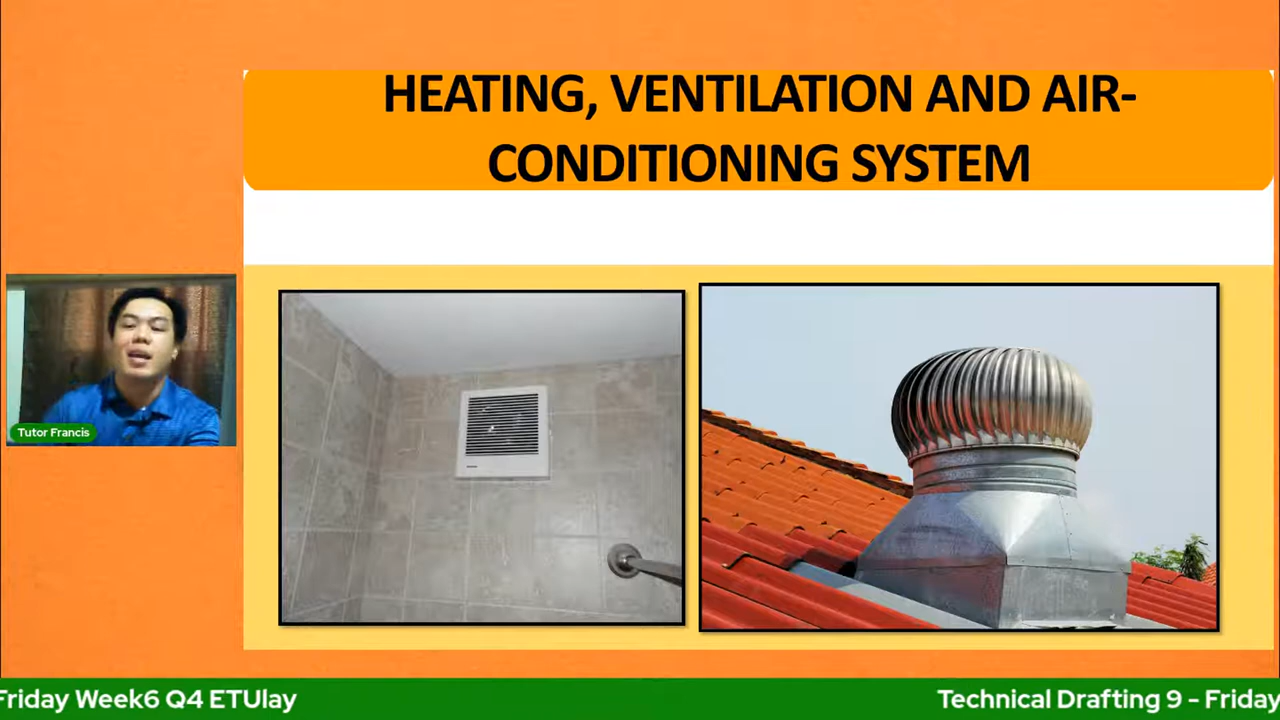 HEATING, VENTILATION AND AIR-
CONDITIONING SYSTEM
Tutor Francis
Friday Week6 Q4 ETUlay
Technical Drafting 9 - Friday